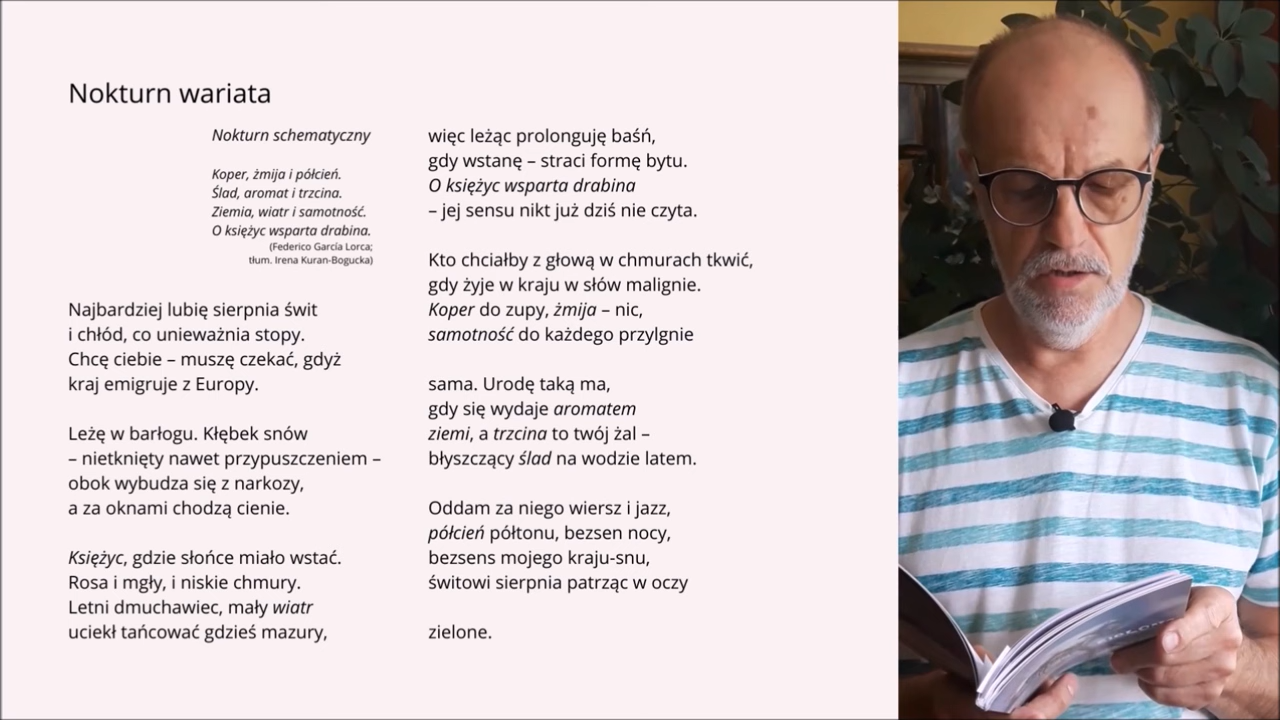 Nokturn wariata
Nokturn schematyczny
Koper, żmija i półcień.
Ślad, aromat i trzcina.
Ziemia, wiatr i samotność.
O księżyc wsparta drabina.
(Federico García Lorca;
tłum. Irena Kuran-Bogucka)
Najbardziej lubię sierpnia świt
i chłód, co unieważnia stopy.
Chcę ciebie – muszę czekać, gdyż
kraj emigruje z Europy.
Leżę w barłogu. Kłębek snów
– nietknięty nawet przypuszczeniem –
obok wybudza się z narkozy,
a za oknami chodzą cienie.
Księżyc, gdzie słońce miało wstać.
Rosa i mgły, i niskie chmury.
Letni dmuchawiec, mały wiatr
uciekł tańcować gdzieś mazury,
więc leżąc prolonguję baśń,
gdy wstanę – straci formę bytu.
O księżyc wsparta drabina
– jej sensu nikt już dziś nie czyta.
Kto chciałby z głową w chmurach tkwić,
gdy żyje w kraju w słów malignie.
Koper do zupy, żmija – nic,
samotność do każdego przylgnie
sama. Urodę taką ma,
gdy się wydaje aromatem
ziemi, a trzcina to twój żal –
błyszczący ślad na wodzie latem.
Oddam za niego wiersz i jazz,
półcień półtonu, bezsen nocy,
bezsens mojego kraju-snu,
świtowi sierpnia patrząc w oczy
zielone.